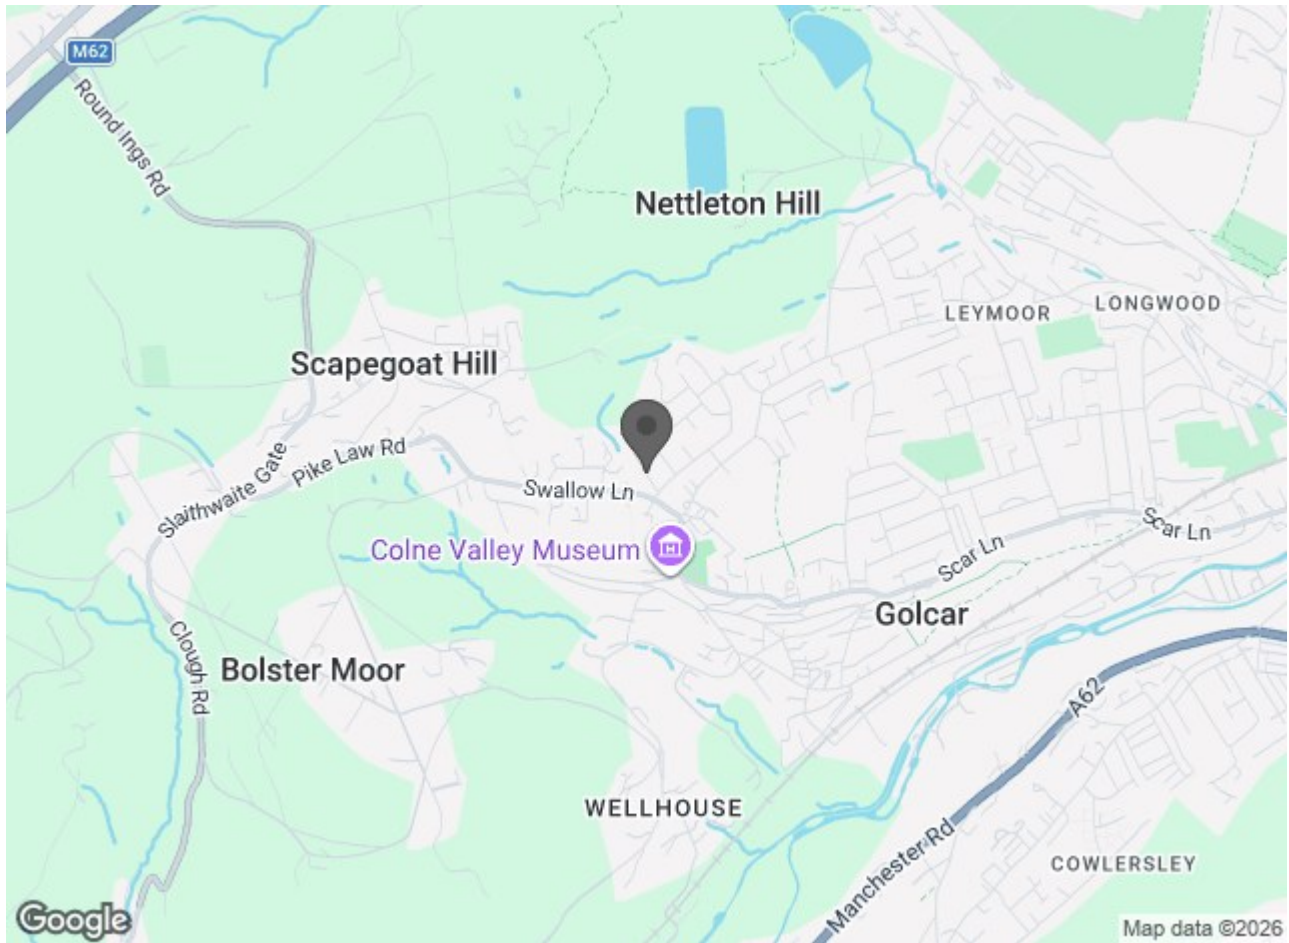 M62
Round Ings Rd
Nettleton Hill
LEYMOOR
LONGWOOD
Scapegoat Hill
Pike Law Rd
Slaithwaite Gate
Swallow Ln
Colne Valley Museum
Scar Ln
Scar Ln
Golcar
Clough Rd
Bolster Moor
A62
WELLHOUSE
Manchester Rd
COWLERSLEY
Google
Map data ©2026